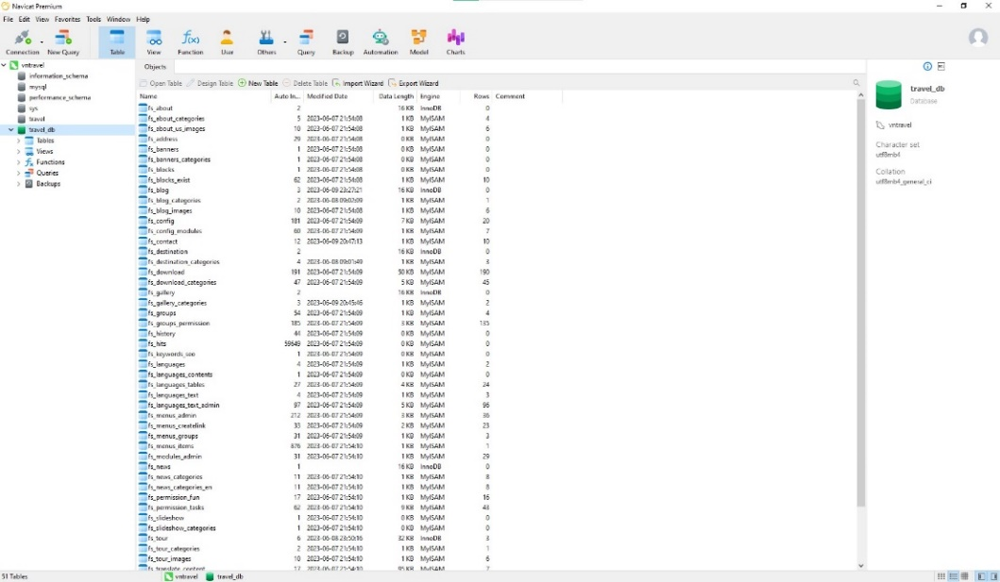 Navicat Premium
File Edit View Favorites Tools Window Help
Connection New Query Table View Function User Others Query Backup Automation Model Charts
vntravel
information_schema
mysql
performance_schema
sys
travel
travel_db
Tables
Views
Functions
Queries
Backups
Objects
Open Table Design Table New Table Delete Table Import Wizard Export Wizard
Name Auto In... Modified Date Data Length Engine Rows Comment
fs_about 2 16 KB InnoDB 0
fs_about_categories 5 2023-06-07 21:54:08 1 KB MyISAM 4
fs_about_us_images 10 2023-06-07 21:54:08 1 KB MyISAM 6
fs_address 29 2023-06-07 21:54:08 0 KB MyISAM 0
fs_banners 1 2023-06-07 21:54:08 0 KB MyISAM 0
fs_banners_categories 1 2023-06-07 21:54:08 0 KB MyISAM 0
fs_blocks 1 2023-06-07 21:54:08 0 KB MyISAM 0
fs_blocks_exist 62 2023-06-07 21:54:08 1 KB MyISAM 10
fs_blog 3 2023-06-09 23:27:21 16 KB InnoDB 0
fs_blog_categories 2 2023-06-08 09:02:09 1 KB MyISAM 1
fs_blog_images 10 2023-06-07 21:54:08 1 KB MyISAM 6
fs_config 181 2023-06-07 21:54:09 7 KB MyISAM 20
fs_config_modules 60 2023-06-07 21:54:09 1 KB MyISAM 7
fs_contact 12 2023-06-09 20:47:13 1 KB MyISAM 10
fs_destination 2 16 KB InnoDB 0
fs_destination_categories 4 2023-06-08 09:01:49 1 KB MyISAM 3
fs_download 191 2023-06-07 21:54:09 30 KB MyISAM 190
fs_download_categories 47 2023-06-07 21:54:09 5 KB MyISAM 45
fs_gallery 2 16 KB InnoDB 0
fs_gallery_categories 3 2023-06-09 20:45:46 1 KB MyISAM 2
fs_groups 54 2023-06-07 21:54:09 1 KB MyISAM 4
fs_groups_permission 185 2023-06-07 21:54:09 3 KB MyISAM 135
fs_history 44 2023-06-07 21:54:09 0 KB MyISAM 0
fs_hits 59649 2023-06-07 21:54:09 0 KB MyISAM 0
fs_keywords_seo 1 2023-06-07 21:54:09 0 KB MyISAM 0
fs_languages 4 2023-06-07 21:54:09 1 KB MyISAM 2
fs_languages_contents 1 2023-06-07 21:54:09 0 KB MyISAM 0
fs_languages_tables 27 2023-06-07 21:54:09 4 KB MyISAM 24
fs_languages_text 4 2023-06-07 21:54:09 1 KB MyISAM 3
fs_languages_text_admin 97 2023-06-07 21:54:09 5 KB MyISAM 96
fs_menus_admin 212 2023-06-07 21:54:09 3 KB MyISAM 36
fs_menus_createlink 35 2023-06-07 21:54:09 2 KB MyISAM 23
fs_menus_groups 31 2023-06-07 21:54:09 1 KB MyISAM 3
fs_menus_items 876 2023-06-07 21:54:10 1 KB MyISAM 1
fs_modules_admin 31 2023-06-07 21:54:10 1 KB MyISAM 29
fs_news 1 16 KB InnoDB 0
fs_news_categories 11 2023-06-07 21:54:10 1 KB MyISAM 8
fs_news_categories_en 11 2023-06-07 21:54:10 1 KB MyISAM 8
fs_permission_fun 17 2023-06-07 21:54:10 1 KB MyISAM 16
fs_permission_tasks 62 2023-06-07 21:54:10 9 KB MyISAM 43
fs_slideshow 1 2023-06-07 21:54:10 0 KB MyISAM 0
fs_slideshow_categories 1 2023-06-07 21:54:10 0 KB MyISAM 0
fs_tour 6 2023-06-08 23:50:16 32 KB InnoDB 3
fs_tour_categories 2 2023-06-07 21:54:10 1 KB MyISAM 1
fs_tour_images 10 2023-06-07 21:54:10 1 KB MyISAM 6
fs_translate_content 12 2023-06-07 21:54:10 95 KB MyISAM 7
travel_db
Database
vntravel
Character set
utf8mb4
Collation
utf8mb4_general_ci
51 Tables vntravel travel_db